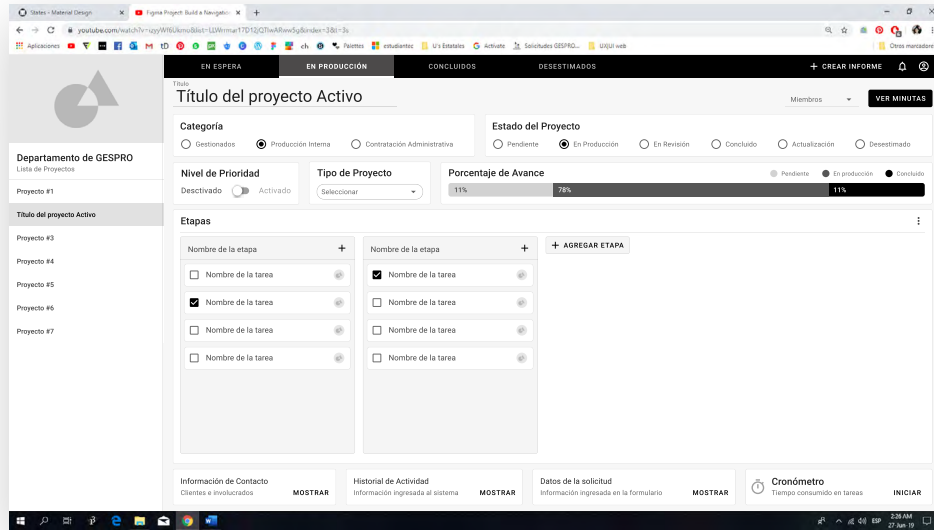 States - Material Design
Figma Project: Build a Navigation
Aplicaciones
tD
ch
Palettes
estudiantez
U's Estatales
Activate
Solicitudes GESPRO...
UX|UI web
Otros marcadores
EN ESPERA
EN PRODUCCIÓN
CONCLUIDOS
DESESTIMADOS
+ CREAR INFORME
Título
Título del proyecto Activo
Miembros
VER MINUTAS
Categoría
Gestionados
Producción Interna
Contratación Administrativa
Estado del Proyecto
Pendiente
En Producción
En Revisión
Concluido
Actualización
Desestimado
Departamento de GESPRO
Lista de Proyectos
Proyecto #1
Título del proyecto Activo
Proyecto #3
Proyecto #4
Proyecto #5
Proyecto #6
Proyecto #7
Nivel de Prioridad
Desctivado
Activado
Tipo de Proyecto
Seleccionar
Porcentaje de Avance
Pendiente
En producción
Concluido
11%
78%
11%
Etapas
Nombre de la etapa +
Nombre de la tarea
Nombre de la tarea
Nombre de la tarea
Nombre de la tarea
Nombre de la etapa +
Nombre de la tarea
Nombre de la tarea
Nombre de la tarea
Nombre de la tarea
+ AGREGAR ETAPA
Información de Contacto
Clientes e involucrados
MOSTRAR
Historial de Actividad
Información ingresada al sistema
MOSTRAR
Datos de la solicitud
Información ingresada en la formulario
MOSTRAR
Cronómetro
Tiempo consumido en tareas
INICIAR
ESP
2:26 AM
27 Jun- 19